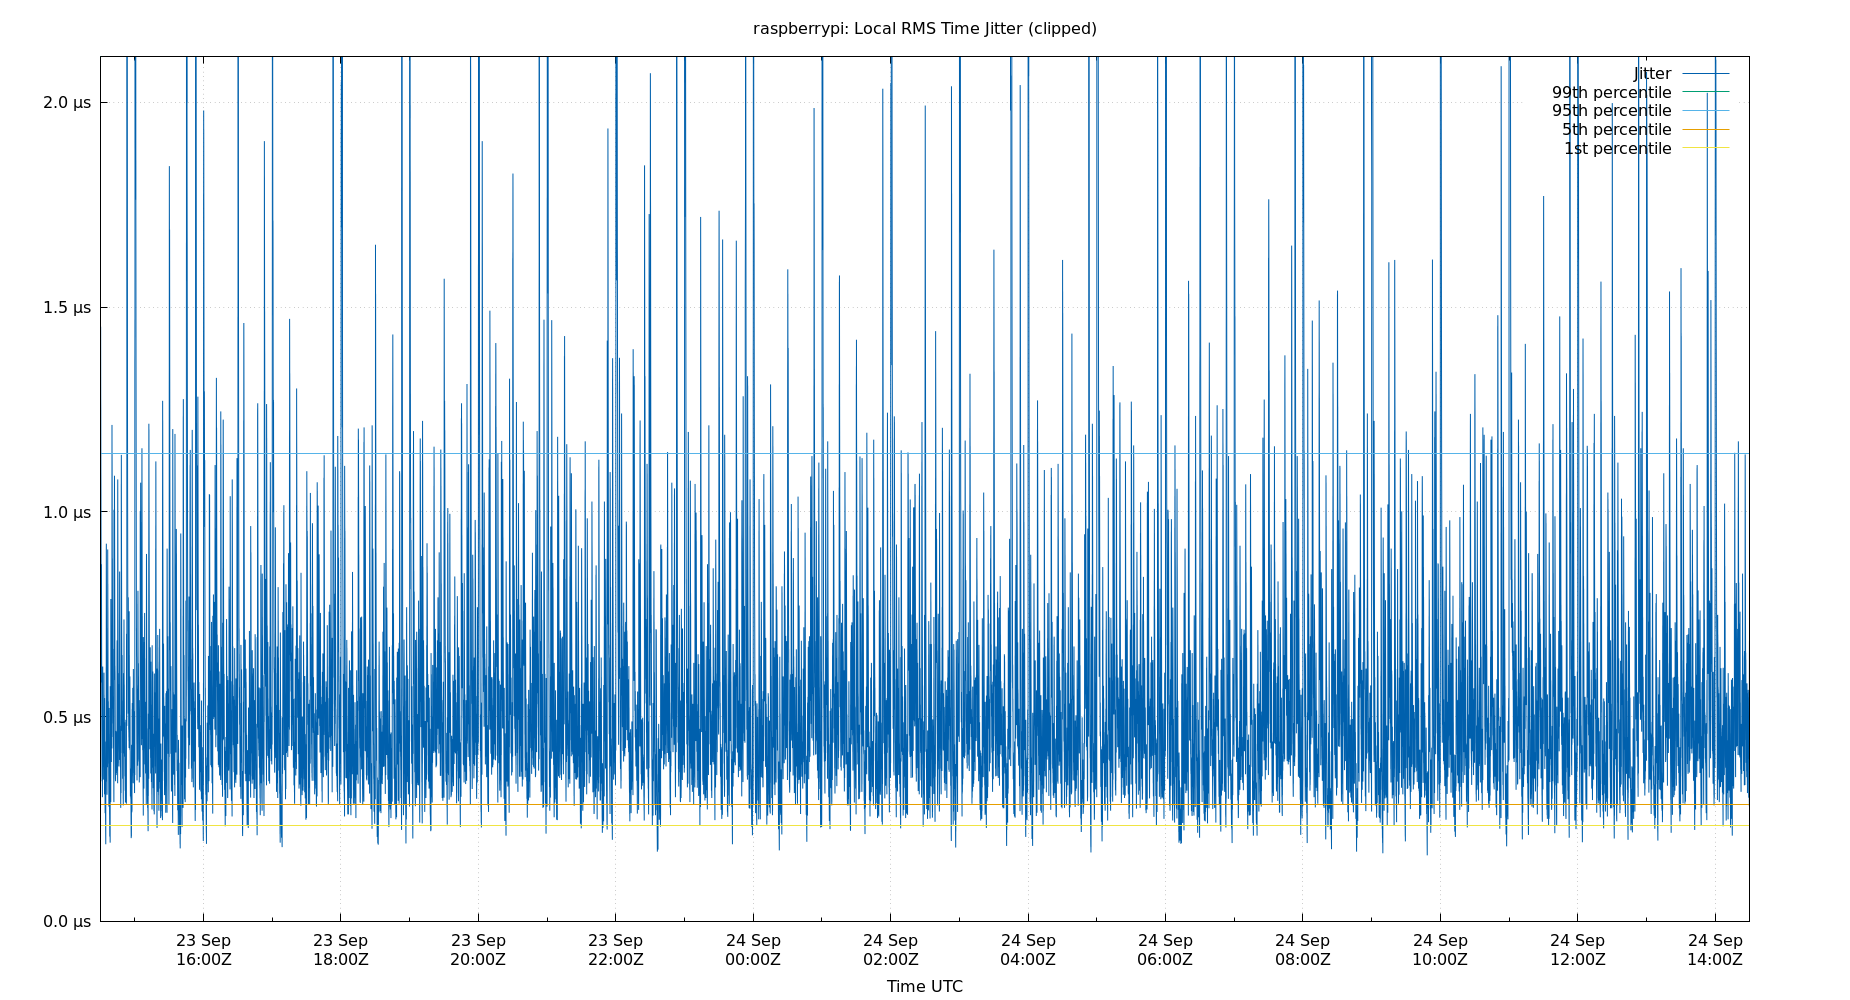 raspberrypi: Local RMS Time Jitter (clipped)
Jitter
99th percentile
95th percentile
5th percentile
1st percentile
2.0 µs
1.5 µs
1.0 µs
0.5 µs
0.0 µs
23 Sep 23 Sep 23 Sep 23 Sep 24 Sep 24 Sep 24 Sep 24 Sep 24 Sep 24 Sep 24 Sep 24 Sep
16:00Z 18:00Z 20:00Z 22:00Z 00:00Z 02:00Z 04:00Z 06:00Z 08:00Z 10:00Z 12:00Z 14:00Z
Time UTC